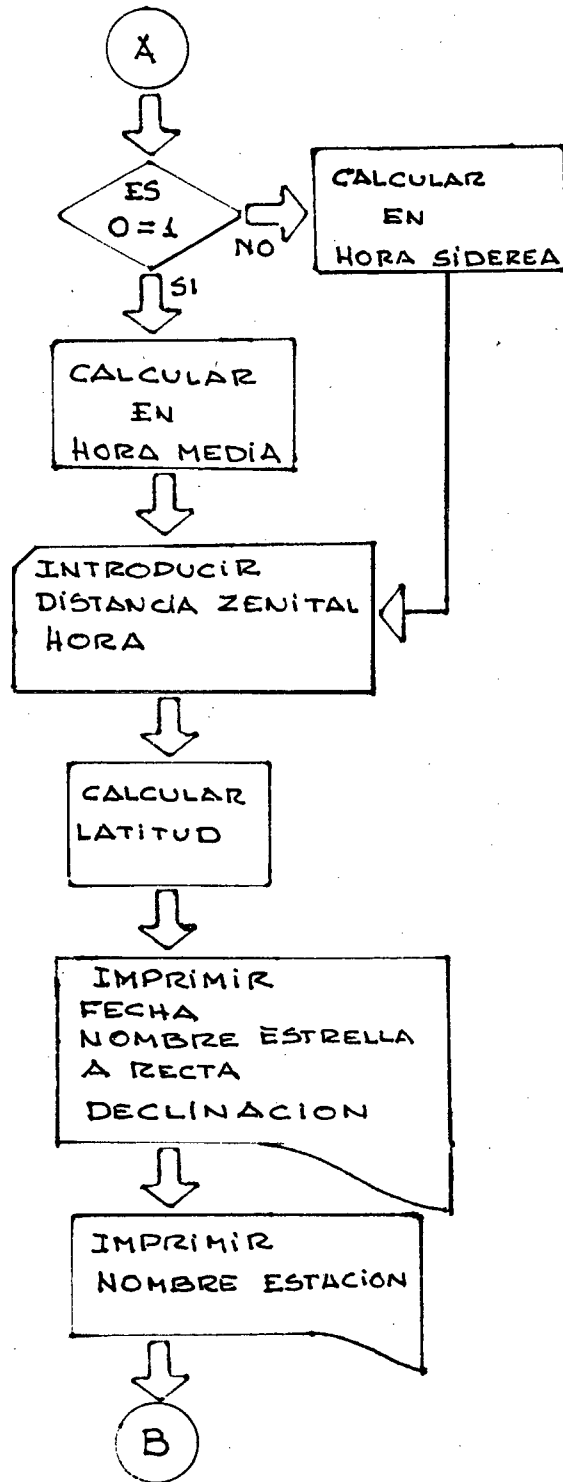 A
ES
O = 1
NO
SI
CALCULAR
EN
HORA SIDEREA
CALCULAR
EN
HORA MEDIA
INTRODUCIR
DISTANCIA ZENITAL
HORA
CALCULAR
LATITUD
IMPRIMIR
FECHA
NOMBRE ESTRELLA
A RECTA
DECLINACION
IMPRIMIR
NOMBRE ESTACION
B